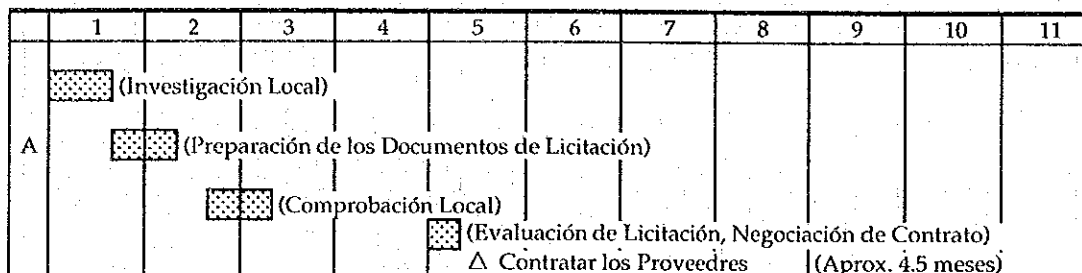 1 2 3 4 5 6 7 8 9 10 11
(Investigación Local)
A (Preparación de los Documentos de Licitación)
(Comprobación Local)
(Evaluación de Licitación, Negociación de Contrato)
△ Contratar los Proveedres (Aprox. 4.5 meses)